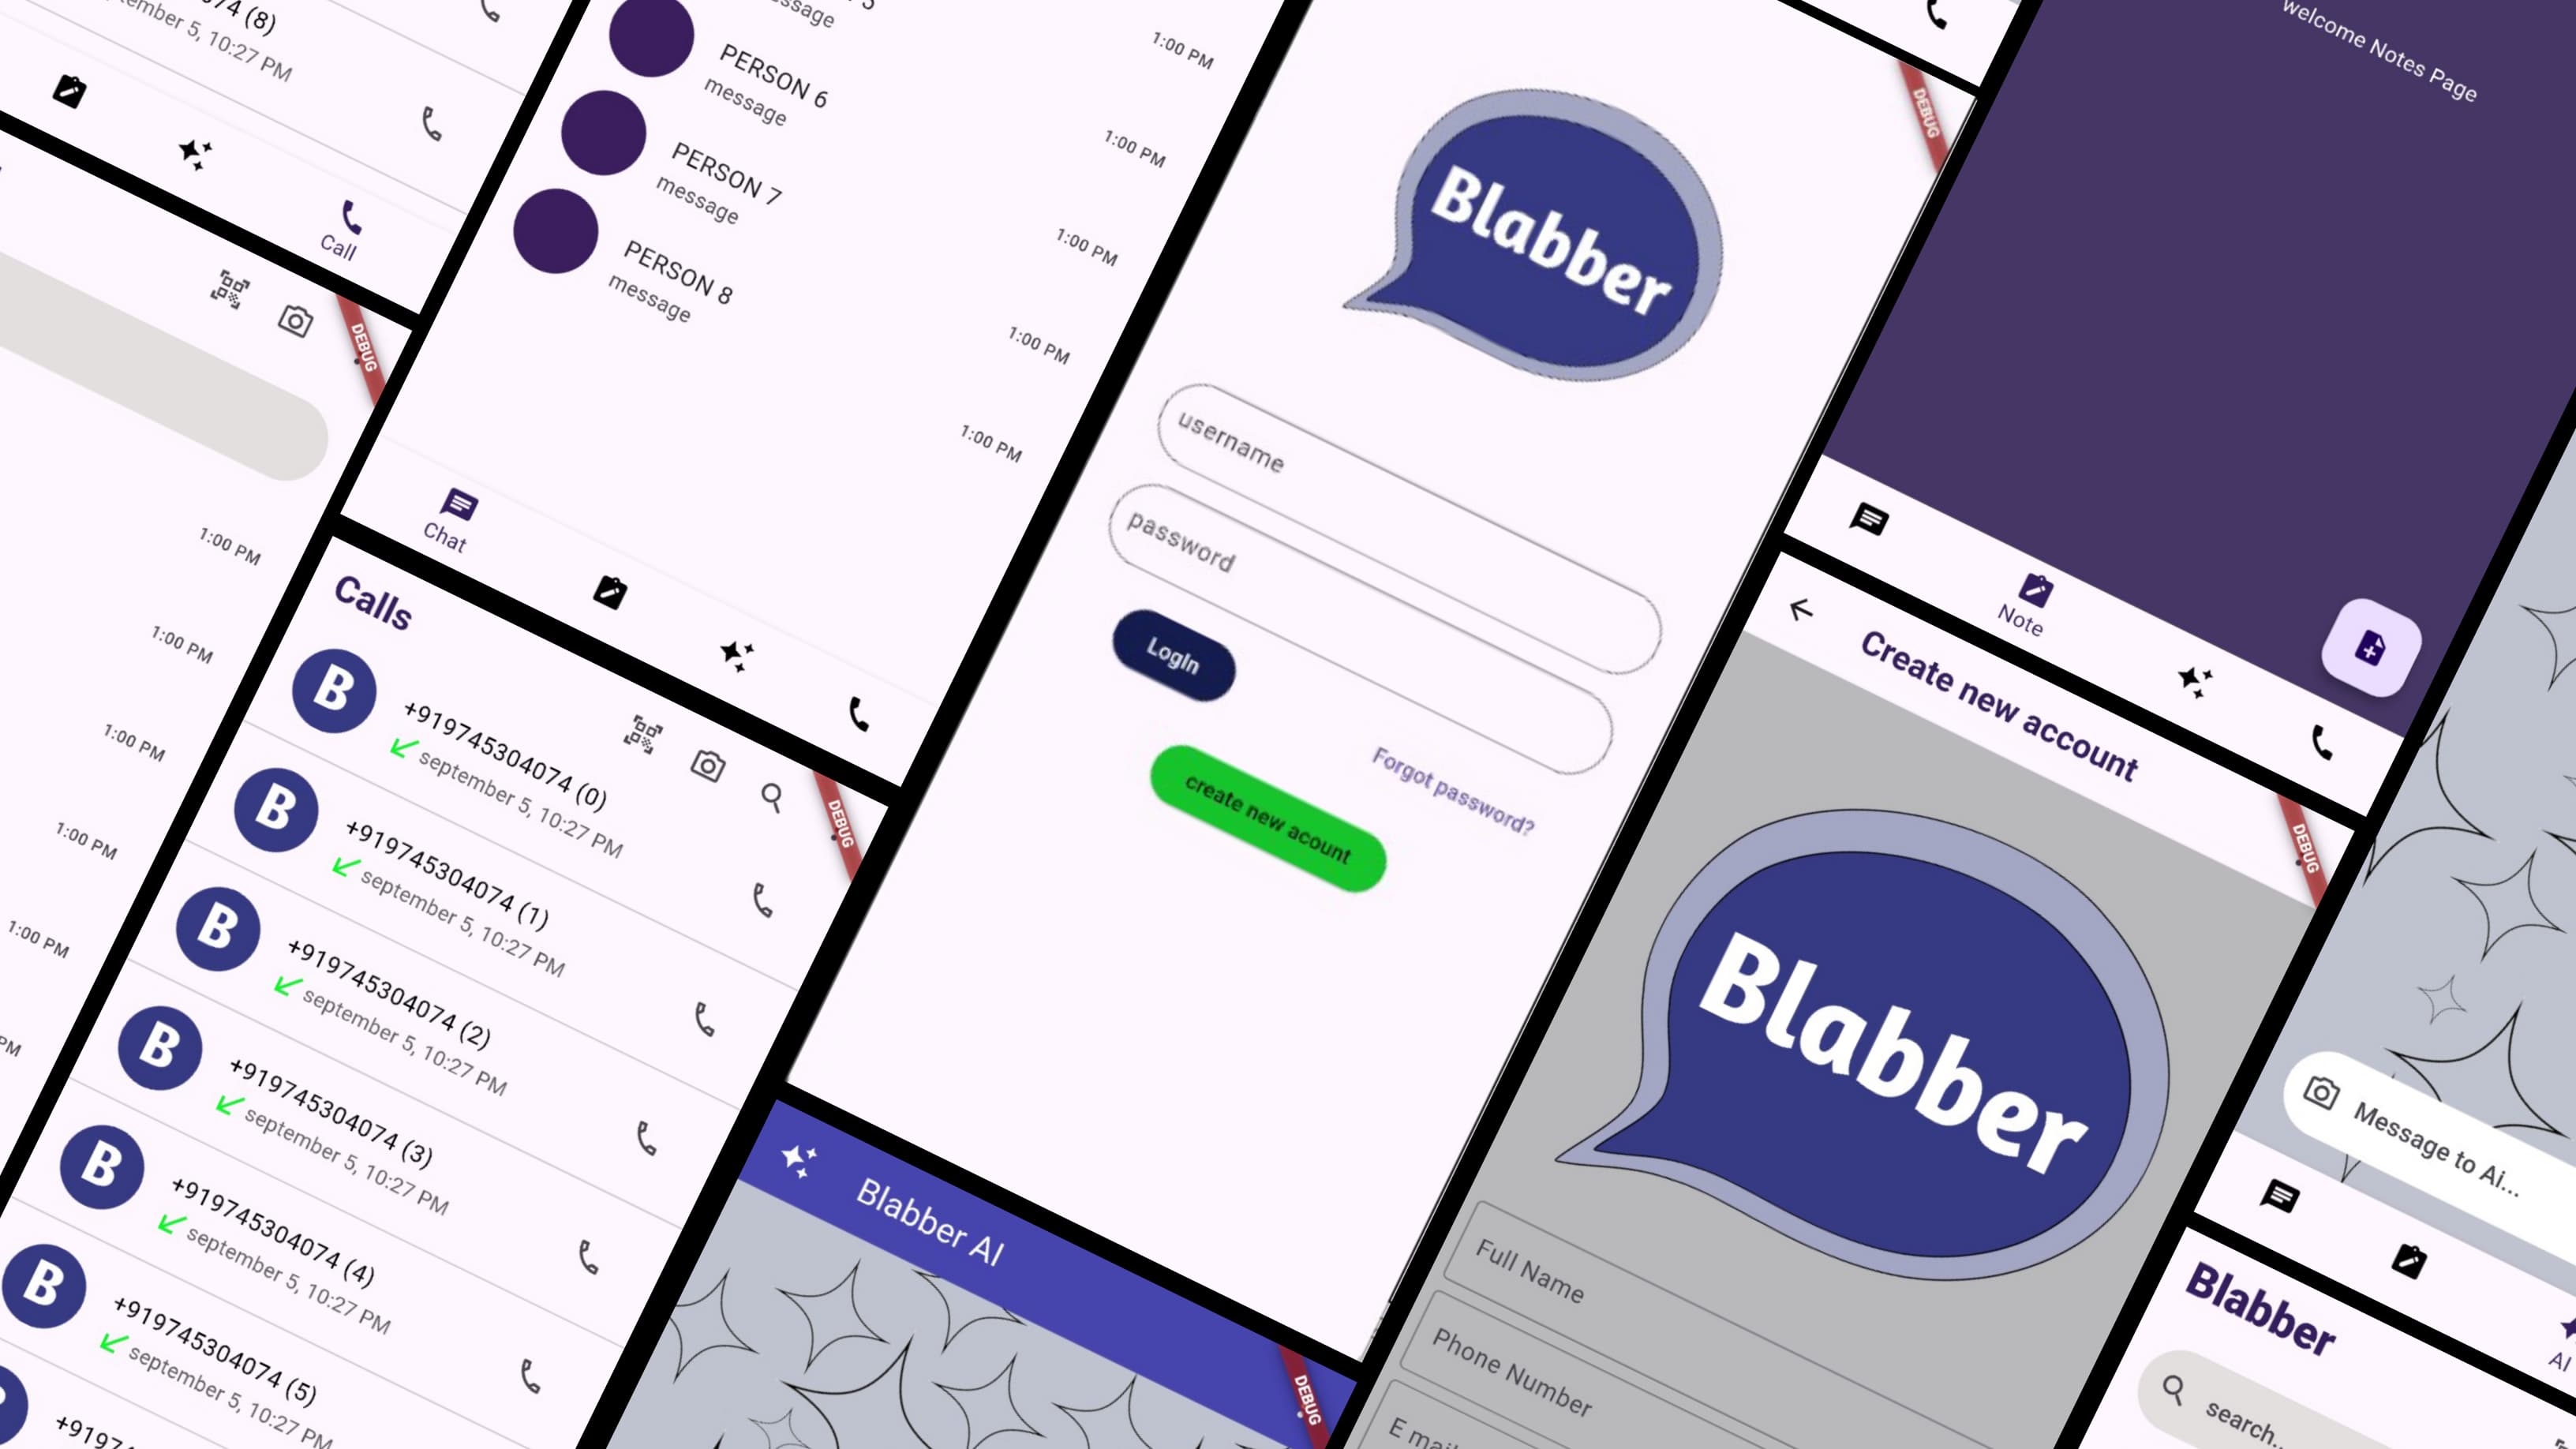 (8)
september 5, 10:27 PM
Call
DEBUG
1:00 PM
1:00 PM
1:00 PM
1:00 PM
1:00 PM
PM
message
PERSON 6
message
PERSON 7
message
PERSON 8
message
1:00 PM
1:00 PM
1:00 PM
1:00 PM
1:00 PM
Chat
Calls
+919745304074 (0)
september 5, 10:27 PM
+919745304074 (1)
september 5, 10:27 PM
+919745304074 (2)
september 5, 10:27 PM
+919745304074 (3)
september 5, 10:27 PM
+919745304074 (4)
september 5, 10:27 PM
+919745304074 (5)
september 5, 10:27 PM
B
B
B
B
B
B
DEBUG
DEBUG
Blabber
username
password
LogIn
Forgot password?
create new acount
Blabber AI
DEBUG
welcome Notes Page
Note
Create new account
DEBUG
Blabber
Full Name
Phone Number
Message to Ai...
AI
Blabber
search..